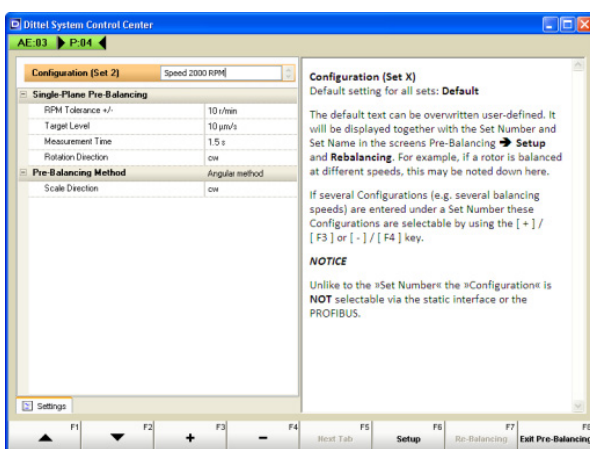 Dittel System Control Center
AE:03 P:04
Configuration (Set 2) Speed 2000 RPM
Single-Plane Pre-Balancing
RPM Tolerance +/- 10 r/min
Target Level 10 µm/s
Measurement Time 1.5 s
Rotation Direction cw
Pre-Balancing Method Angular method
Scale Direction cw
Settings
Configuration (Set X)
Default setting for all sets: Default
The default text can be overwritten user-defined. It
will be displayed together with the Set Number and
Set Name in the screens Pre-Balancing ➔ Setup
and Rebalancing. For example, if a rotor is balanced
at different speeds, this may be noted down here.
If several Configurations (e.g. several balancing
speeds) are entered under a Set Number these
Configurations are selectable by using the [ + ] /
[ F3 ] or [ - ] / [ F4 ] key.
NOTICE
Unlike to the »Set Number« the »Configuration« is
NOT selectable via the static interface or the
PROFIBUS.
F1 F2 F3 F4 F5 F6 F7 F8
+ - Next Tab Setup Re-Balancing Exit Pre-Balancing